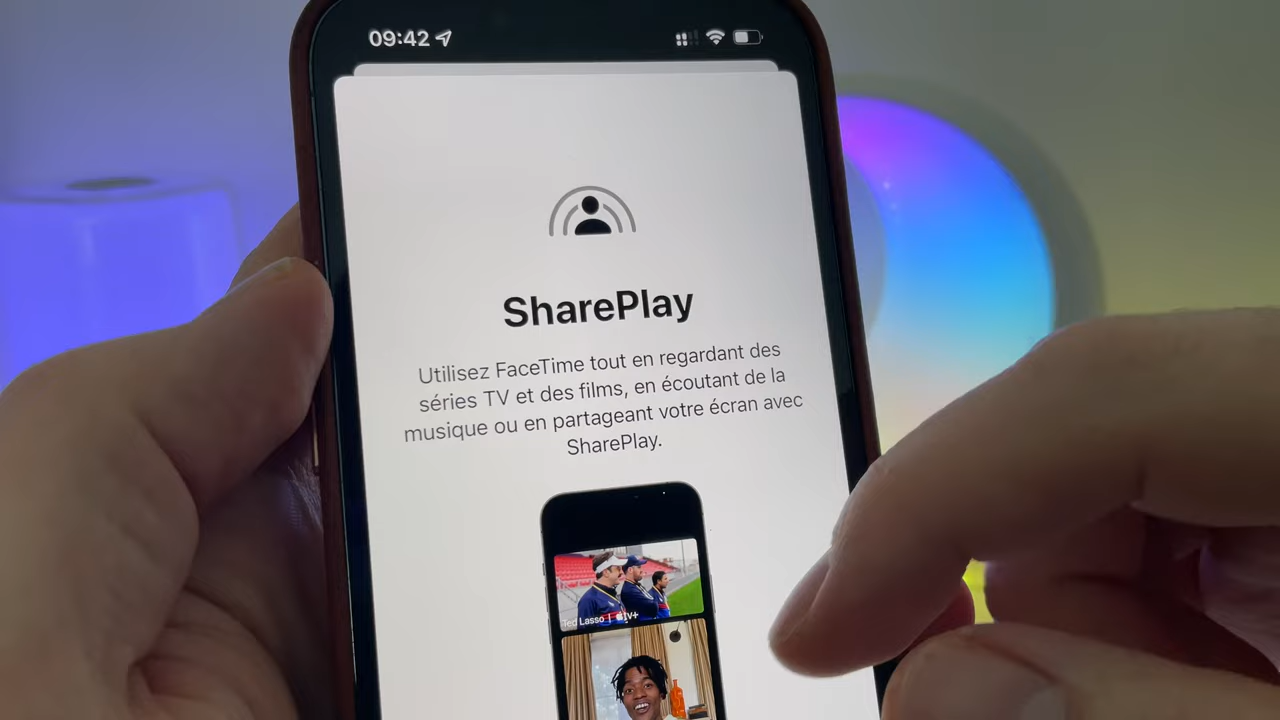 09:42
SharePlay
Utilisez FaceTime tout en regardant des
séries TV et des films, en écoutant de la
musique ou en partageant votre écran avec
SharePlay.
Ted Lasso | tv+